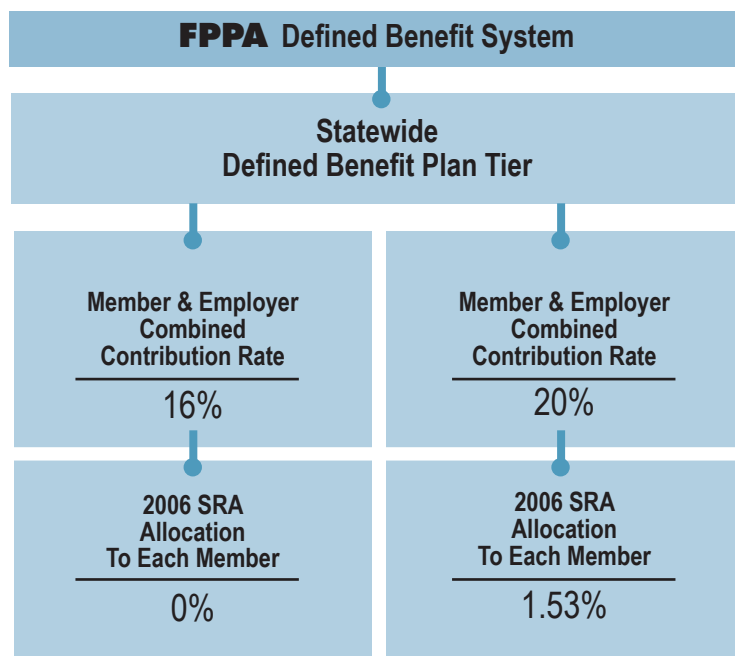 FPPA Defined Benefit System
Statewide
Defined Benefit Plan Tier
Member & Employer
Combined
Contribution Rate
16%
2006 SRA
Allocation
To Each Member
0%
Member & Employer
Combined
Contribution Rate
20%
2006 SRA
Allocation
To Each Member
1.53%